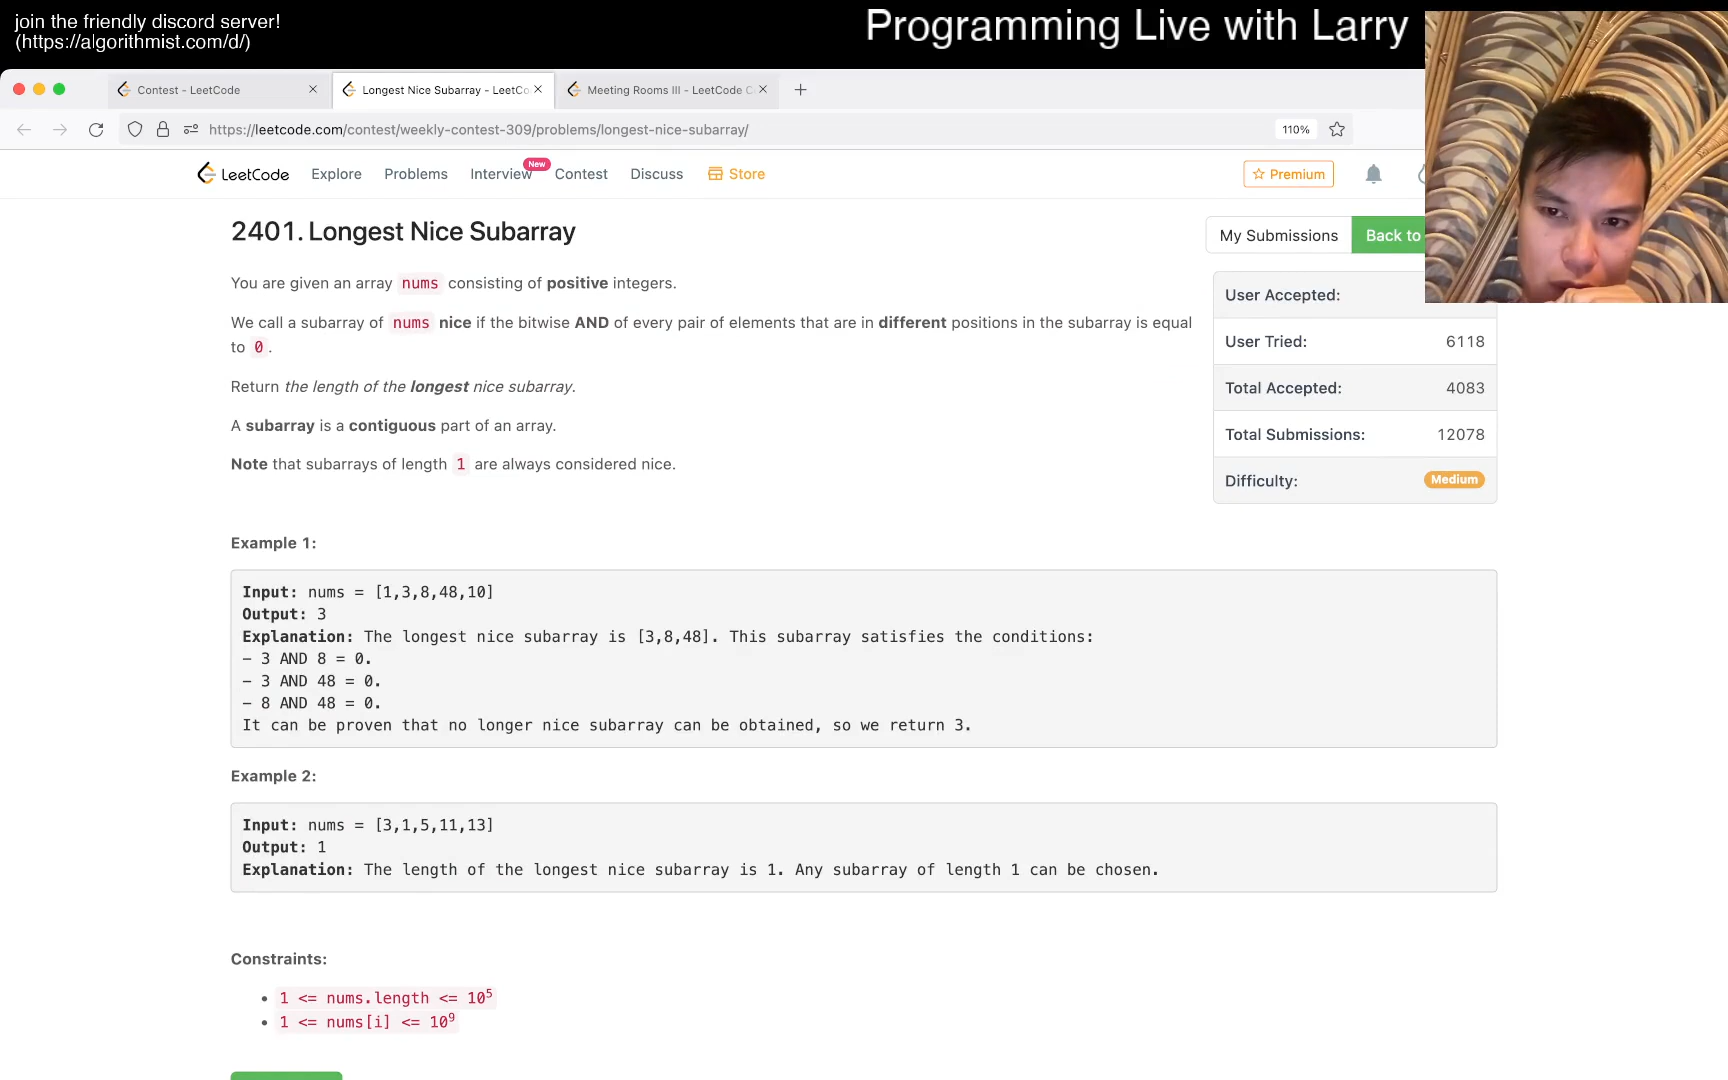 join the friendly discord server!
(https://algorithmist.com/d/)
Programming Live with Larry
Contest - LeetCode
Longest Nice Subarray - LeetCo
Meeting Rooms III - LeetCode C
https://leetcode.com/contest/weekly-contest-309/problems/longest-nice-subarray/
110%
LeetCode
Explore
Problems
Interview
New
Contest
Discuss
Store
Premium
2401. Longest Nice Subarray
My Submissions
Back to
You are given an array nums consisting of positive integers.
We call a subarray of nums nice if the bitwise AND of every pair of elements that are in different positions in the subarray is equal
to 0.
Return the length of the longest nice subarray.
A subarray is a contiguous part of an array.
Note that subarrays of length 1 are always considered nice.
User Accepted:
User Tried: 6118
Total Accepted: 4083
Total Submissions: 12078
Difficulty: Medium
Example 1:
Input: nums = [1,3,8,48,10]
Output: 3
Explanation: The longest nice subarray is [3,8,48]. This subarray satisfies the conditions:
- 3 AND 8 = 0.
- 3 AND 48 = 0.
- 8 AND 48 = 0.
It can be proven that no longer nice subarray can be obtained, so we return 3.
Example 2:
Input: nums = [3,1,5,11,13]
Output: 1
Explanation: The length of the longest nice subarray is 1. Any subarray of length 1 can be chosen.
Constraints:
• 1 <= nums.length <= 10⁵
• 1 <= nums[i] <= 10⁹